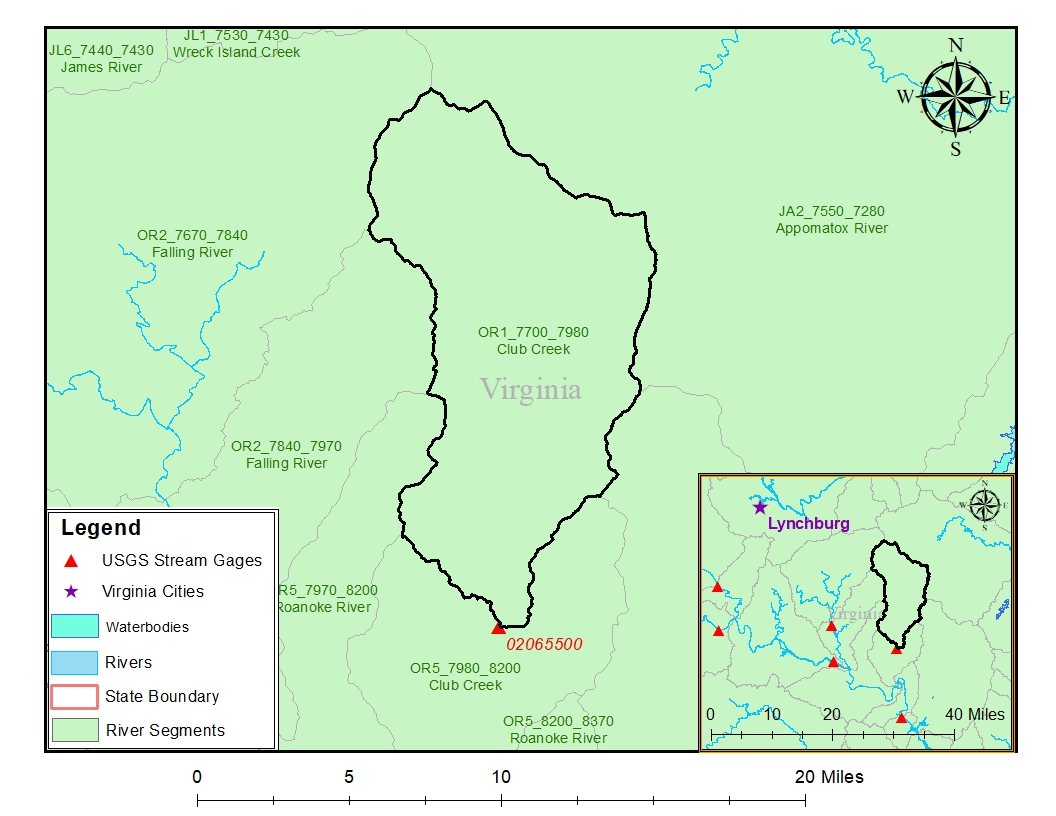 JL6_7440_7430
James River
JL1_7530_7430
Wreck Island Creek
N
W
E
S
JA2_7550_7280
Appomatox River
OR2_7670_7840
Falling River
OR1_7700_7980
Club Creek
Virginia
OR2_7840_7970
Falling River
R5_7970_8200
Roanoke River
02065500
OR5_7980_8200
Club Creek
OR5_8200_8370
Roanoke River
Legend
USGS Stream Gages
Virginia Cities
Waterbodies
Rivers
State Boundary
River Segments
N
W
E
S
Lynchburg
Virginia
0 10 20 40 Miles
0 5 10 20 Miles